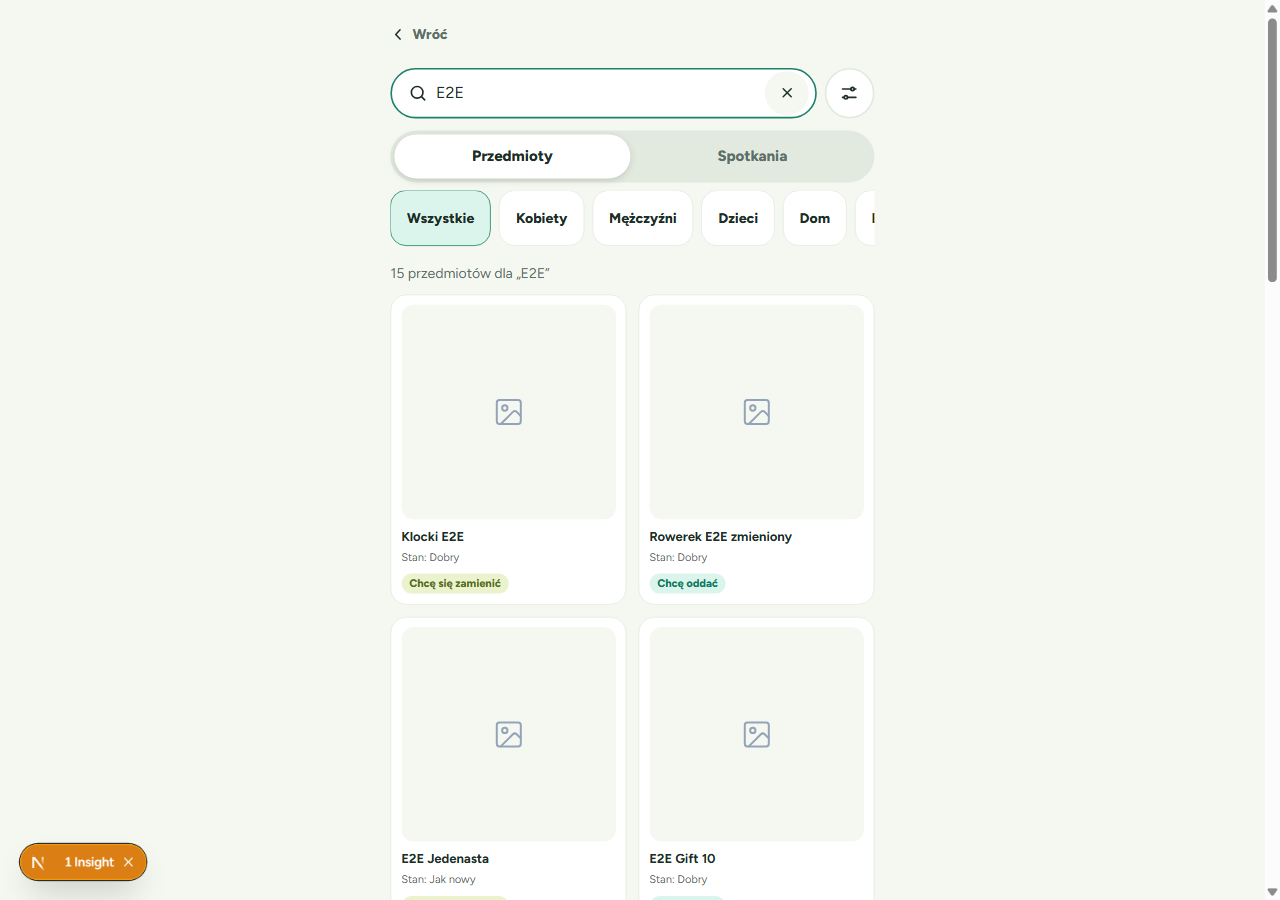 Wróć
E2E
Przedmioty Spotkania
Wszystkie Kobiety Mężczyźni Dzieci Dom
15 przedmiotów dla „E2E”
Klocki E2E
Stan: Dobry
Chcę się zamienić
Rowerek E2E zmieniony
Stan: Dobry
Chcę oddać
E2E Jedenasta
Stan: Jak nowy
E2E Gift 10
Stan: Dobry
N 1 Insight